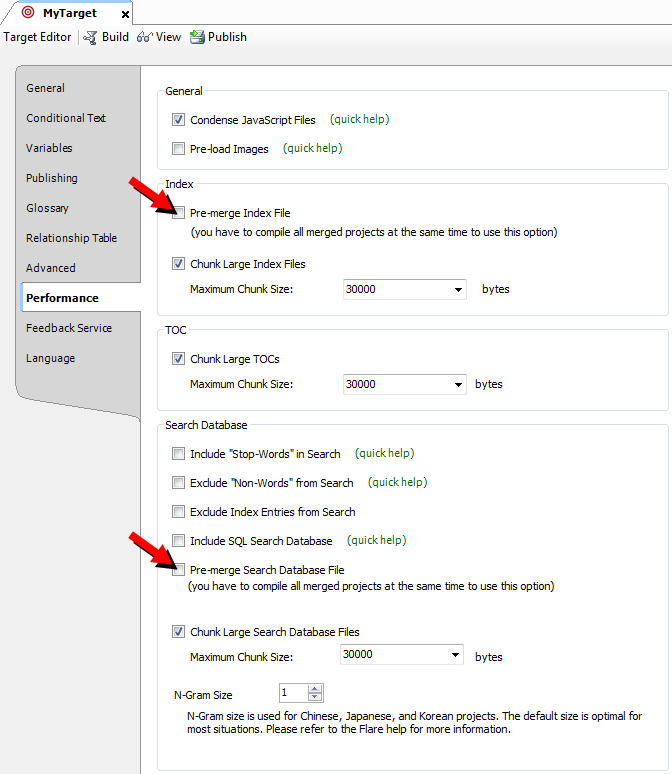 MyTarget
Target Editor Build View Publish
General
Conditional Text
Variables
Publishing
Glossary
Relationship Table
Advanced
Performance
Feedback Service
Language
General
Condense JavaScript Files (quick help)
Pre-load Images (quick help)
Index
Pre-merge Index File
(you have to compile all merged projects at the same time to use this option)
Chunk Large Index Files
Maximum Chunk Size: 30000 bytes
TOC
Chunk Large TOCs
Maximum Chunk Size: 30000 bytes
Search Database
Include "Stop-Words" in Search (quick help)
Exclude "Non-Words" from Search (quick help)
Exclude Index Entries from Search
Include SQL Search Database (quick help)
Pre-merge Search Database File
(you have to compile all merged projects at the same time to use this option)
Chunk Large Search Database Files
Maximum Chunk Size: 30000 bytes
N-Gram Size 1
N-Gram size is used for Chinese, Japanese, and Korean projects. The default size is optimal for
most situations. Please refer to the Flare help for more information.